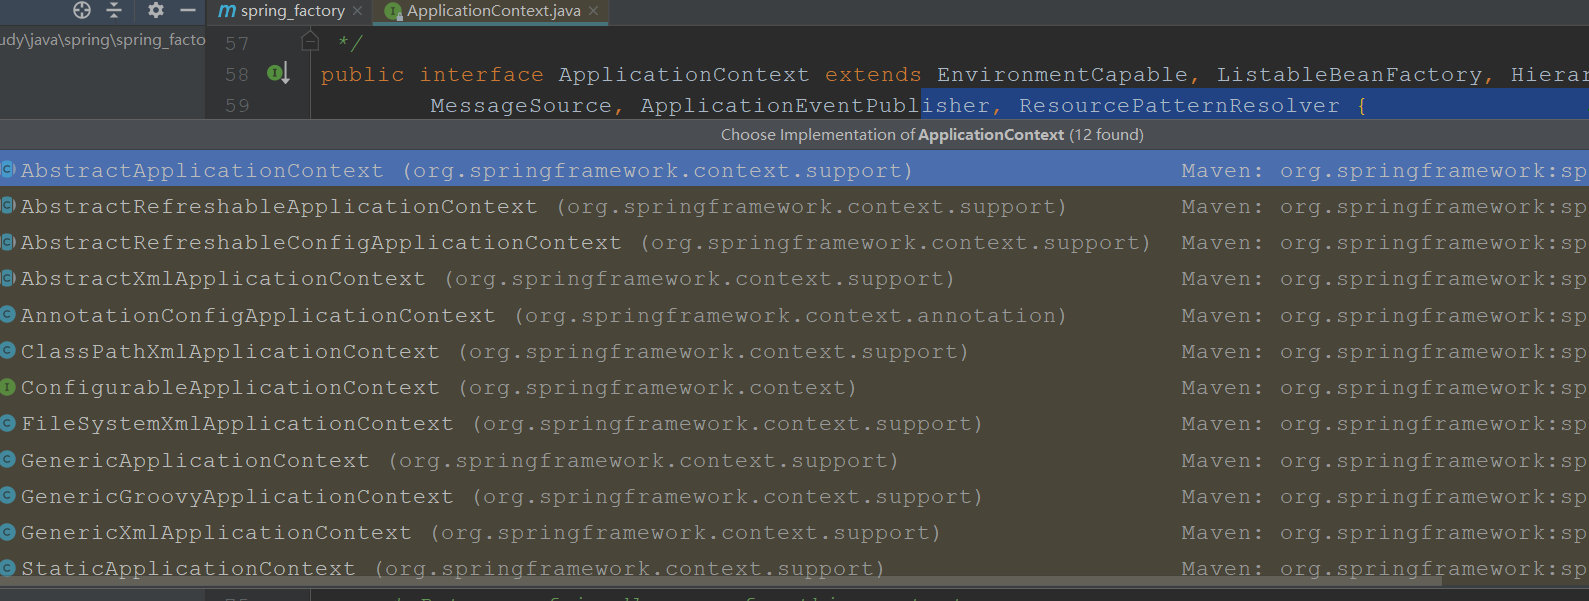 spring_factory
ApplicationContext.java
udy\java\spring\spring_facto
57 */
58 public interface ApplicationContext extends EnvironmentCapable, ListableBeanFactory, Hierar
59 MessageSource, ApplicationEventPublisher, ResourcePatternResolver {
Choose Implementation of ApplicationContext (12 found)
AbstractApplicationContext (org.springframework.context.support) Maven: org.springframework:sp
AbstractRefreshableApplicationContext (org.springframework.context.support) Maven: org.springframework:sp
AbstractRefreshableConfigApplicationContext (org.springframework.context.support) Maven: org.springframework:sp
AbstractXmlApplicationContext (org.springframework.context.support) Maven: org.springframework:sp
AnnotationConfigApplicationContext (org.springframework.context.annotation) Maven: org.springframework:sp
ClassPathXmlApplicationContext (org.springframework.context.support) Maven: org.springframework:sp
ConfigurableApplicationContext (org.springframework.context) Maven: org.springframework:sp
FileSystemXmlApplicationContext (org.springframework.context.support) Maven: org.springframework:sp
GenericApplicationContext (org.springframework.context.support) Maven: org.springframework:sp
GenericGroovyApplicationContext (org.springframework.context.support) Maven: org.springframework:sp
GenericXmlApplicationContext (org.springframework.context.support) Maven: org.springframework:sp
StaticApplicationContext (org.springframework.context.support) Maven: org.springframework:sp